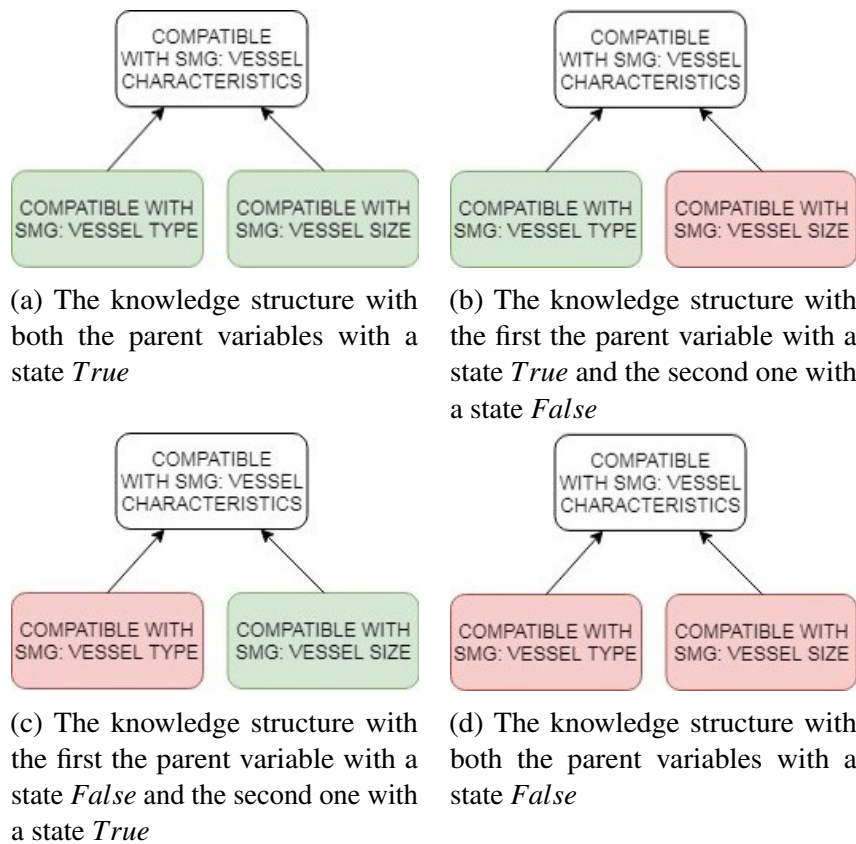 COMPATIBLE
WITH SMG: VESSEL
CHARACTERISTICS
COMPATIBLE WITH
SMG: VESSEL TYPE
COMPATIBLE WITH
SMG: VESSEL SIZE
(a) The knowledge structure with
both the parent variables with a
state True
COMPATIBLE
WITH SMG: VESSEL
CHARACTERISTICS
COMPATIBLE WITH
SMG: VESSEL TYPE
COMPATIBLE WITH
SMG: VESSEL SIZE
(b) The knowledge structure with
the first the parent variable with a
state True and the second one with
a state False
COMPATIBLE
WITH SMG: VESSEL
CHARACTERISTICS
COMPATIBLE WITH
SMG: VESSEL TYPE
COMPATIBLE WITH
SMG: VESSEL SIZE
(c) The knowledge structure with
the first the parent variable with a
state False and the second one with
a state True
COMPATIBLE
WITH SMG: VESSEL
CHARACTERISTICS
COMPATIBLE WITH
SMG: VESSEL TYPE
COMPATIBLE WITH
SMG: VESSEL SIZE
(d) The knowledge structure with
both the parent variables with a
state False